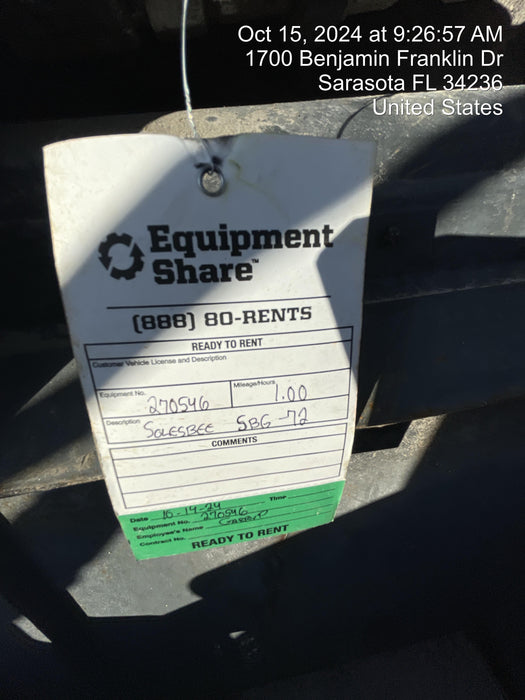 Oct 15, 2024 at 9:26:57 AM
1700 Benjamin Franklin Dr
Sarasota FL 34236
United States
Equipment
Share™
(888) 80-RENTS
READY TO RENT
Customer Vehicle License and Description
Equipment No. 270546 Mileage/Hours 1.00
Description SOLESBEE SBG-72
COMMENTS
Date 10-14-24 Time
Equipment No. 270546
Employee's Name
Contract No.
READY TO RENT